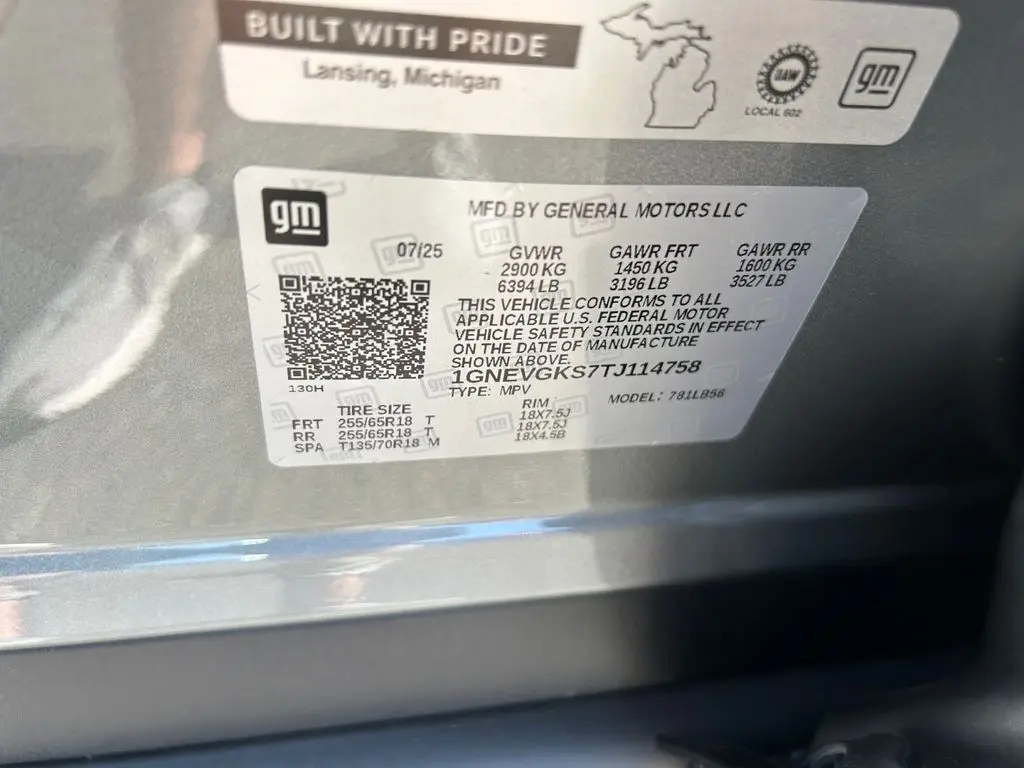 BUILT WITH PRIDE
Lansing, Michigan
UAW
LOCAL 602
gm
gm
MFD BY GENERAL MOTORS LLC
07/25 GVWR GAWR FRT GAWR RR
2900 KG 1450 KG 1600 KG
6394 LB 3196 LB 3527 LB
THIS VEHICLE CONFORMS TO ALL
APPLICABLE U.S. FEDERAL MOTOR
VEHICLE SAFETY STANDARDS IN EFFECT
ON THE DATE OF MANUFACTURE
SHOWN ABOVE.
1GNEVGKS7TJ114758
130H
TYPE: MPV MODEL: 781LB56
TIRE SIZE RIM
FRT 255/65R18 T 18X7.5J
RR 255/65R18 T 18X7.5J
SPA T135/70R18 M 18X4.5B